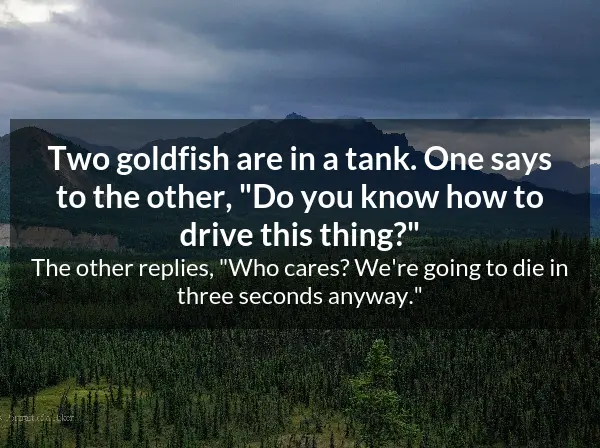 Two goldfish are in a tank. One says
to the other, "Do you know how to
drive this thing?"
The other replies, "Who cares? We're going to die in
three seconds anyway."